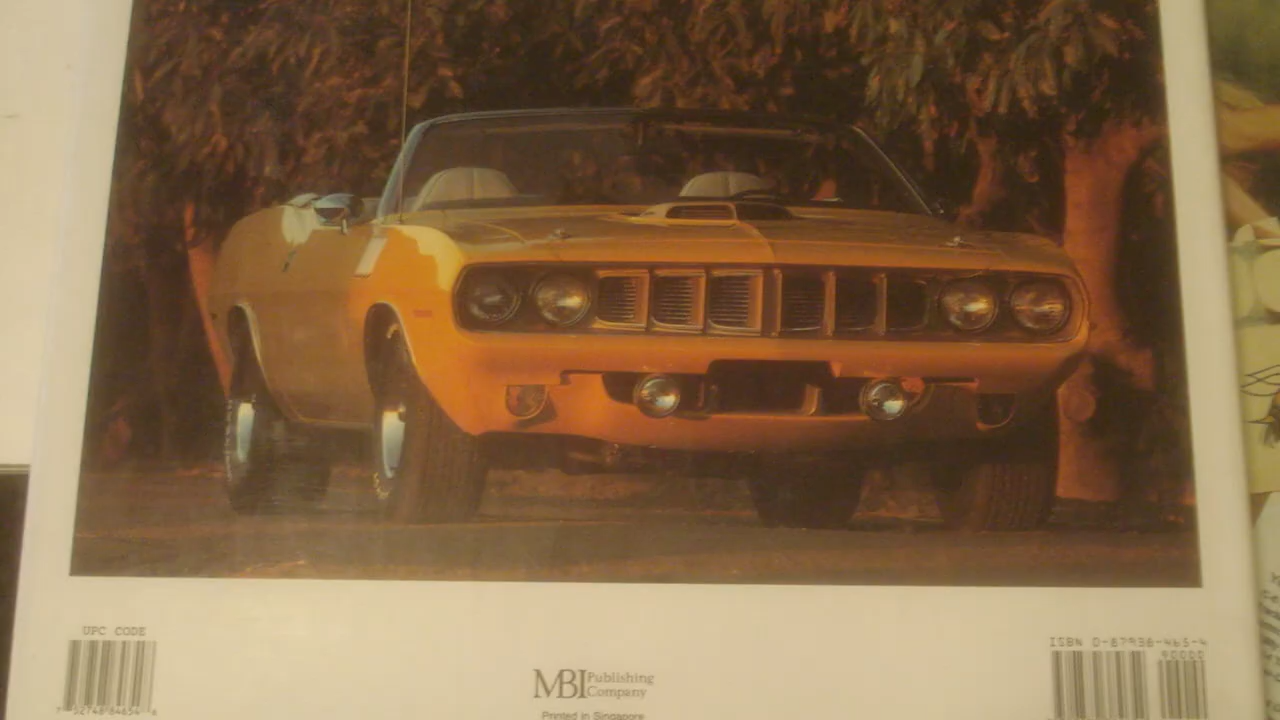 UPC CODE
ISBN 0-87938-465-4
90000
MBI Publishing
Company
Printed in Singapore